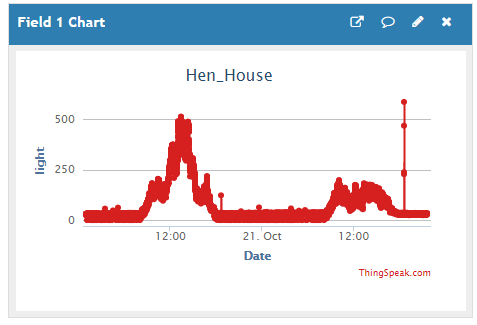 Field 1 Chart
Hen_House
light
500
250
0
12:00
21. Oct
12:00
Date
ThingSpeak.com